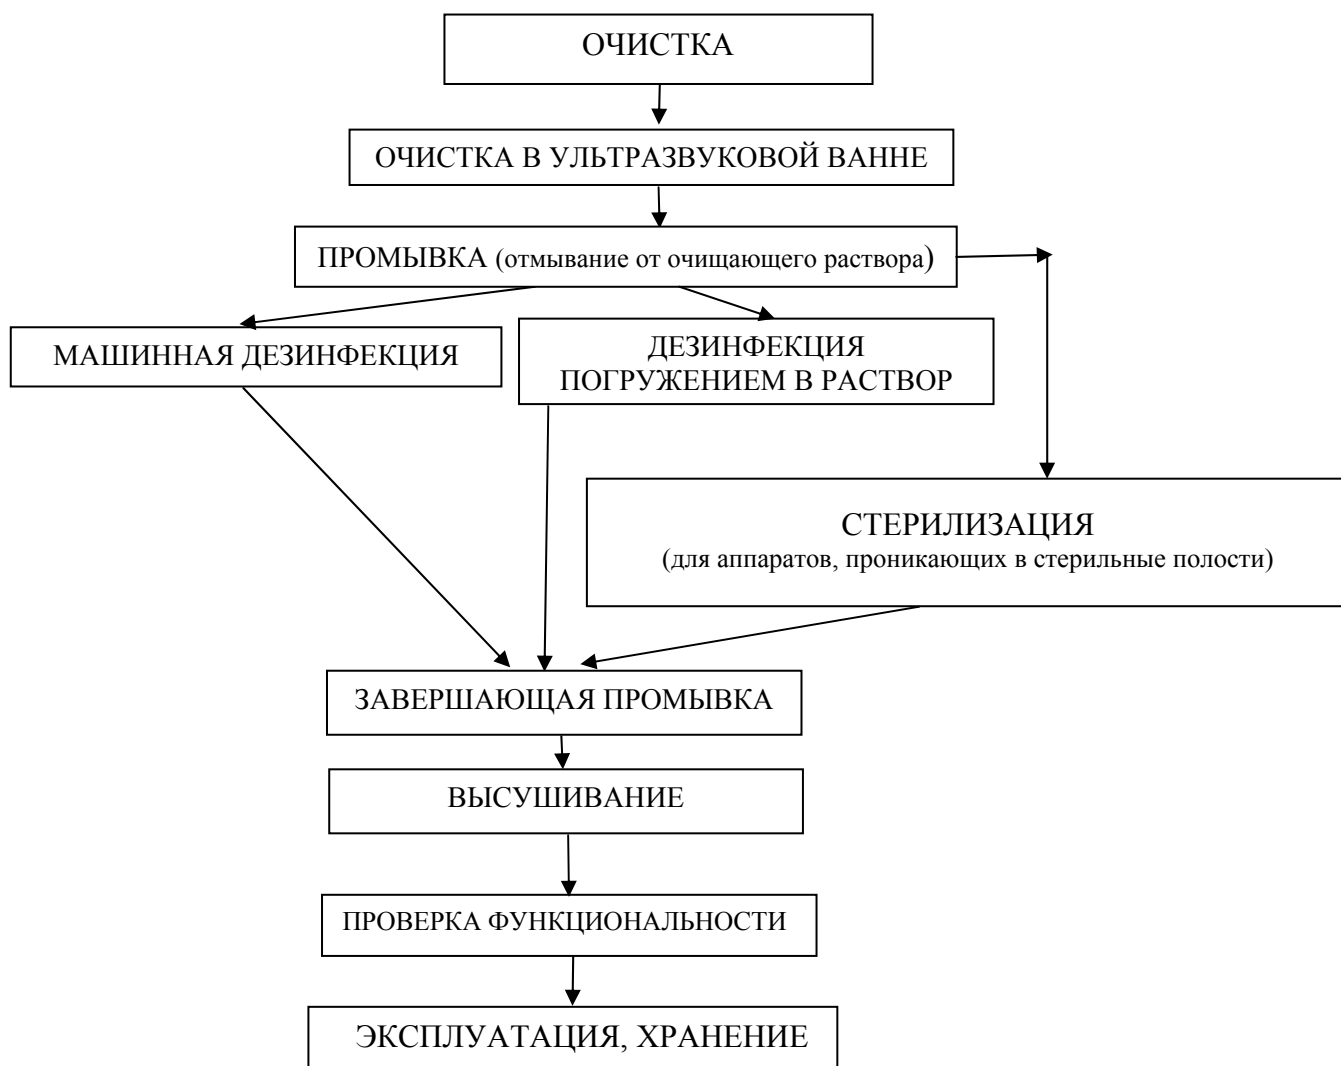 ОЧИСТКА
ОЧИСТКА В УЛЬТРАЗВУКОВОЙ ВАННЕ
ПРОМЫВКА (отмывание от очищающего раствора)
МАШИННАЯ ДЕЗИНФЕКЦИЯ
ДЕЗИНФЕКЦИЯ
ПОГРУЖЕНИЕМ В РАСТВОР
СТЕРИЛИЗАЦИЯ
(для аппаратов, проникающих в стерильные полости)
ЗАВЕРШАЮЩАЯ ПРОМЫВКА
ВЫСУШИВАНИЕ
ПРОВЕРКА ФУНКЦИОНАЛЬНОСТИ
ЭКСПЛУАТАЦИЯ, ХРАНЕНИЕ